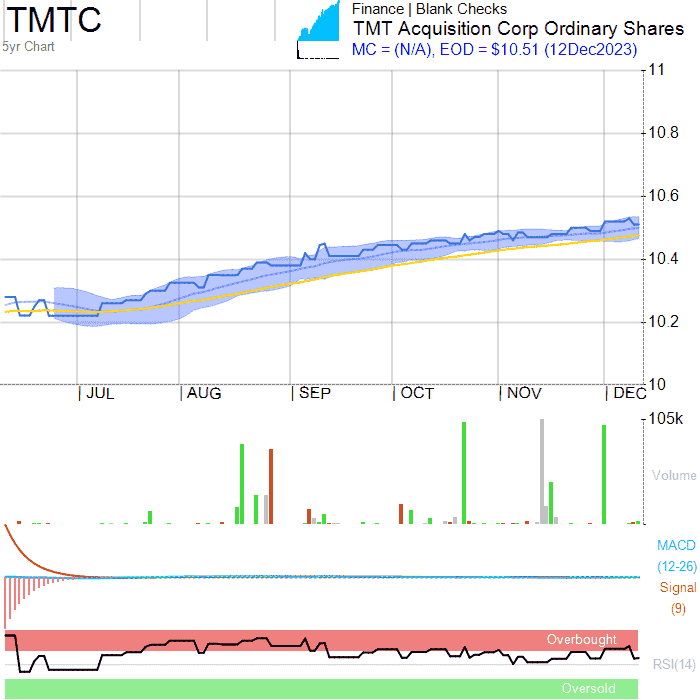 TMTC
5yr Chart
Finance | Blank Checks
TMT Acquisition Corp Ordinary Shares
MC = (N/A), EOD = $10.51 (12Dec2023)
11
10.8
10.6
10.4
10.2
10
| JUL | AUG | SEP | OCT | NOV | DEC
105k
Volume
MACD
(12-26)
Signal
(9)
Overbought
RSI(14)
Oversold